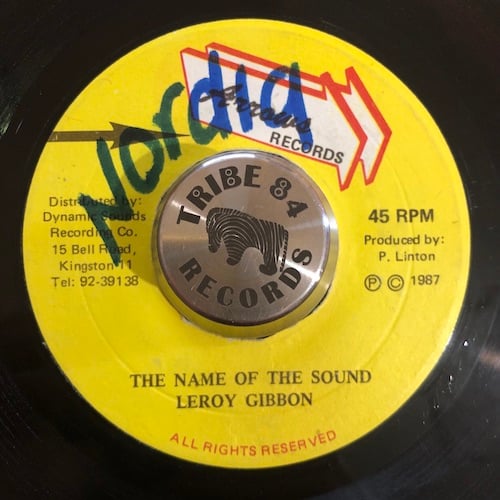 Jordia
Arrows
RECORDS
Distributed by:
Dynamic Sounds
Recording Co.
15 Bell Road,
Kingston 11
Tel: 92-39138
TRIBE 84
RECORDS
45 RPM
Produced by:
P. Linton
Ⓟ © 1987
THE NAME OF THE SOUND
LEROY GIBBON
ALL RIGHTS RESERVED